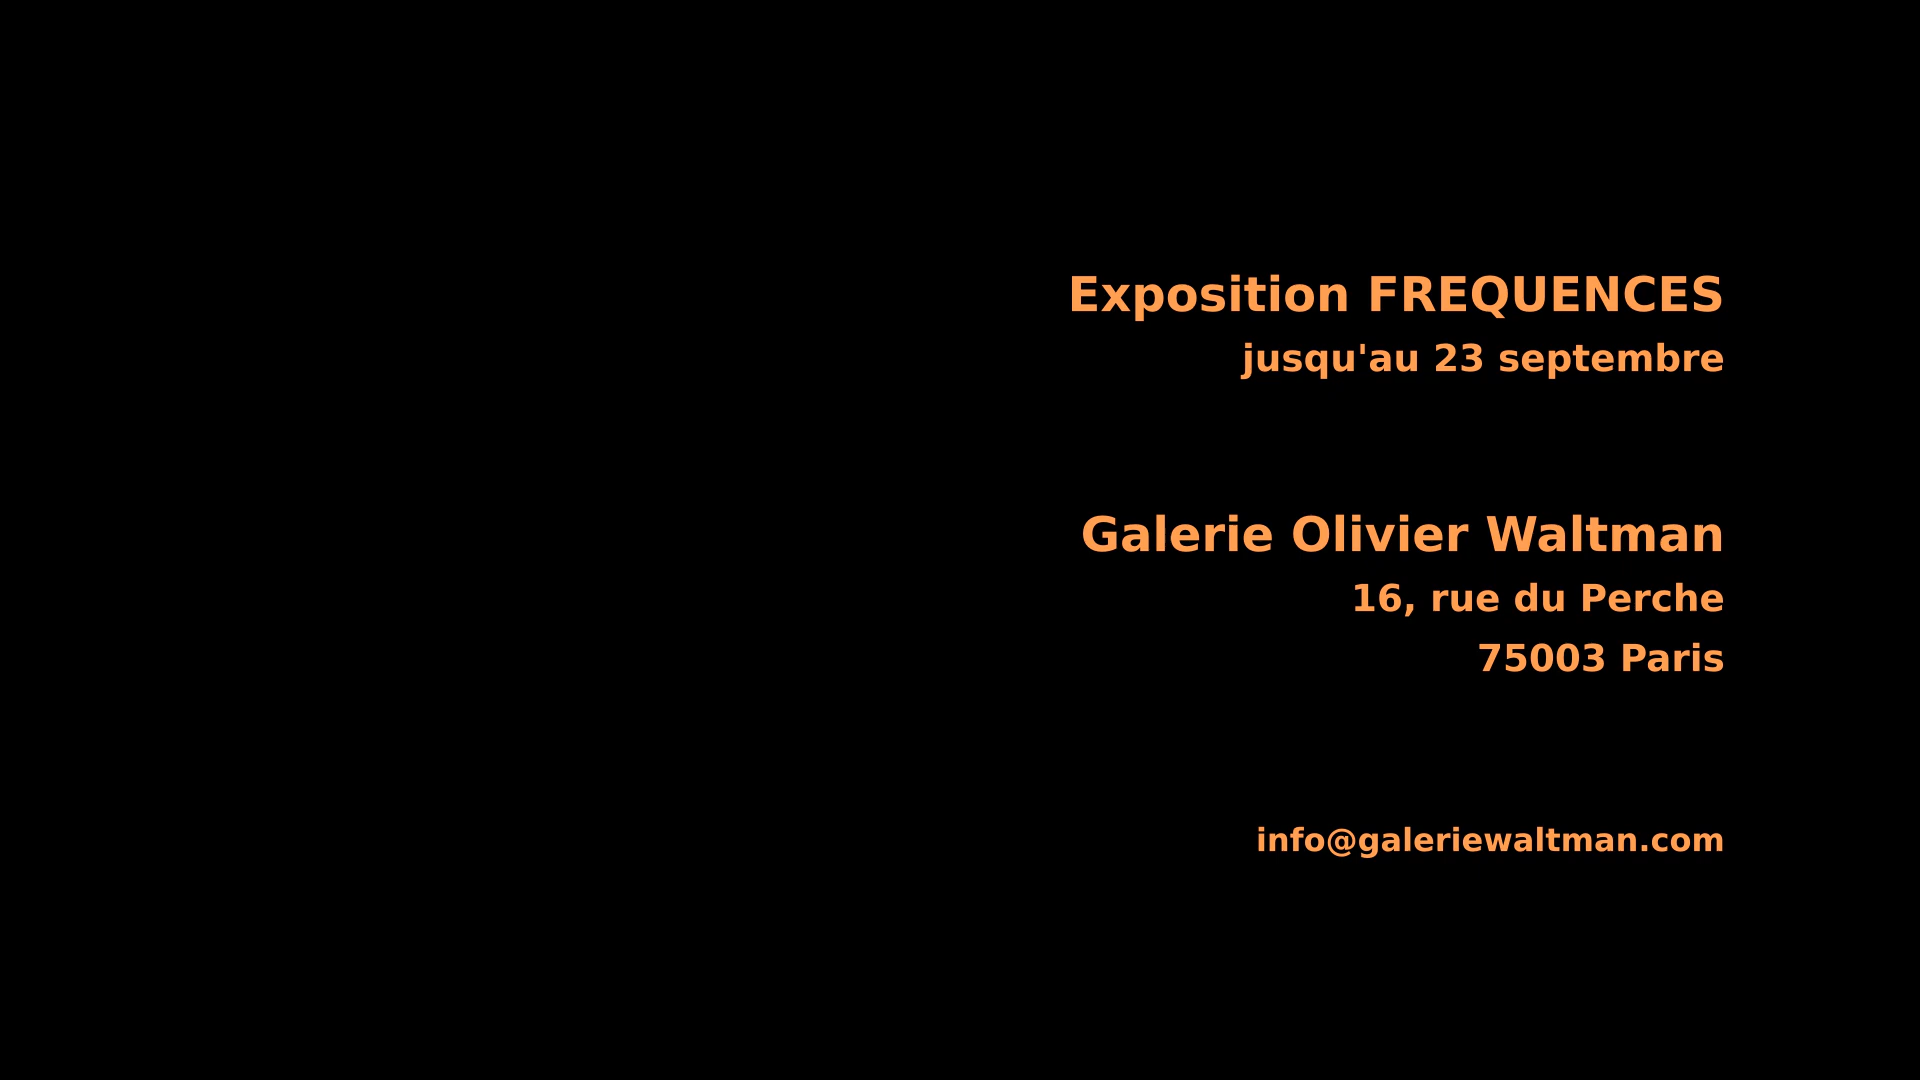 Exposition FREQUENCES
jusqu'au 23 septembre
Galerie Olivier Waltman
16, rue du Perche
75003 Paris
info@galeriewaltman.com